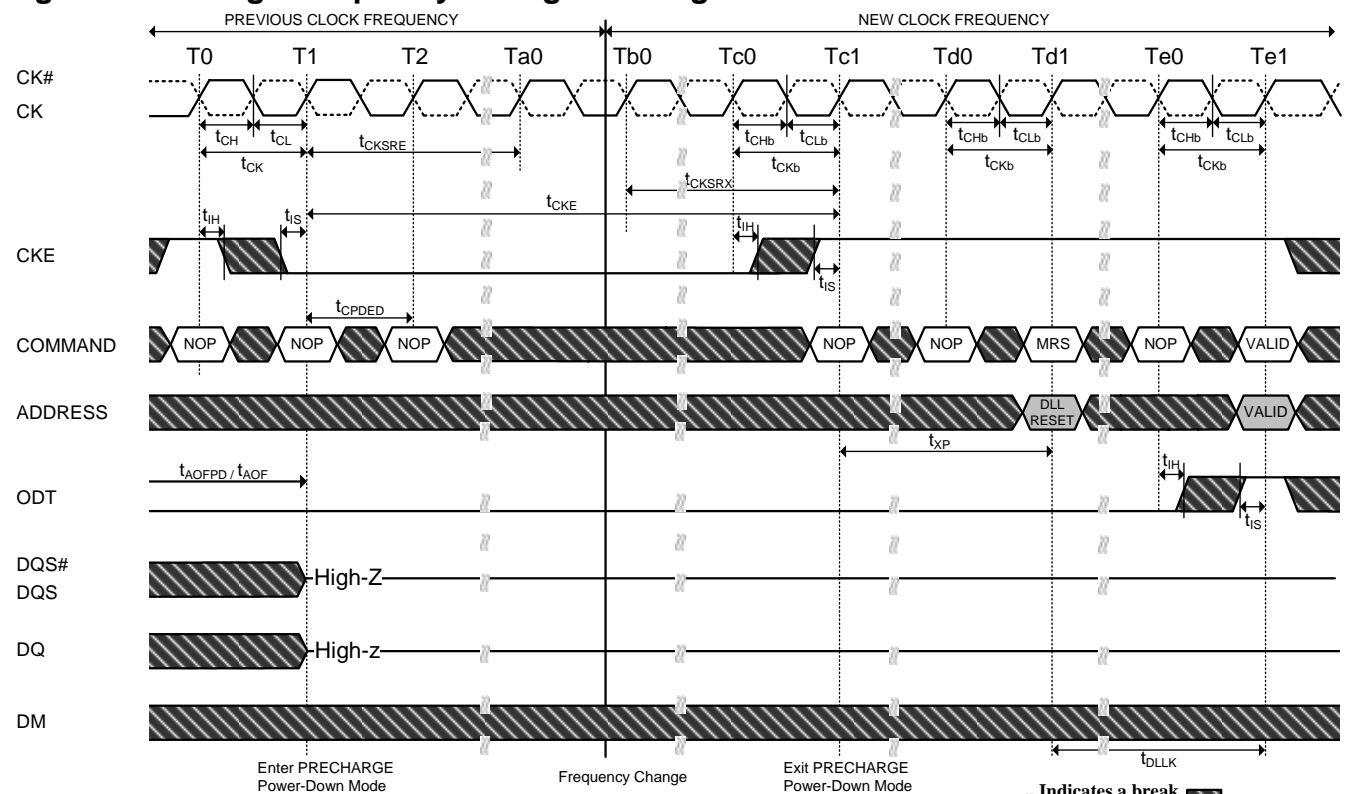 PREVIOUS CLOCK FREQUENCY NEW CLOCK FREQUENCY
T0 T1 T2 Ta0 Tb0 Tc0 Tc1 Td0 Td1 Te0 Te1
CK#
CK
tCH tCL tCHb tCLb tCHb tCLb tCHb tCLb
tCK tCKSRE tCKb tCKb tCKb
tCKSRX
tCKE
tIH tIS tIH
CKE
tIS
tCPDED
COMMAND NOP NOP NOP NOP NOP MRS NOP VALID
ADDRESS DLL RESET VALID
tXP
tAOFPD / tAOF tIH
ODT
tIS
DQS#
DQS High-Z
DQ High-z
DM
tDLLK
Enter PRECHARGE
Power-Down Mode
Frequency Change
Exit PRECHARGE
Power-Down Mode
Indicates a break